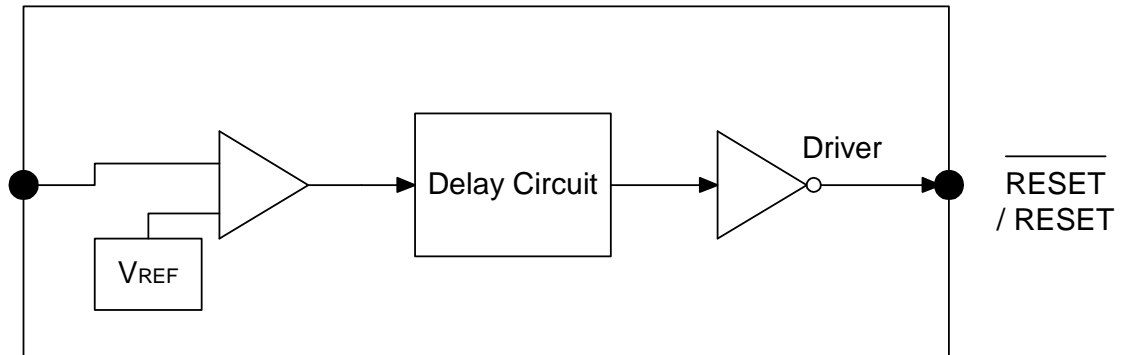 Driver
Delay Circuit
RESET
/ RESET
VREF